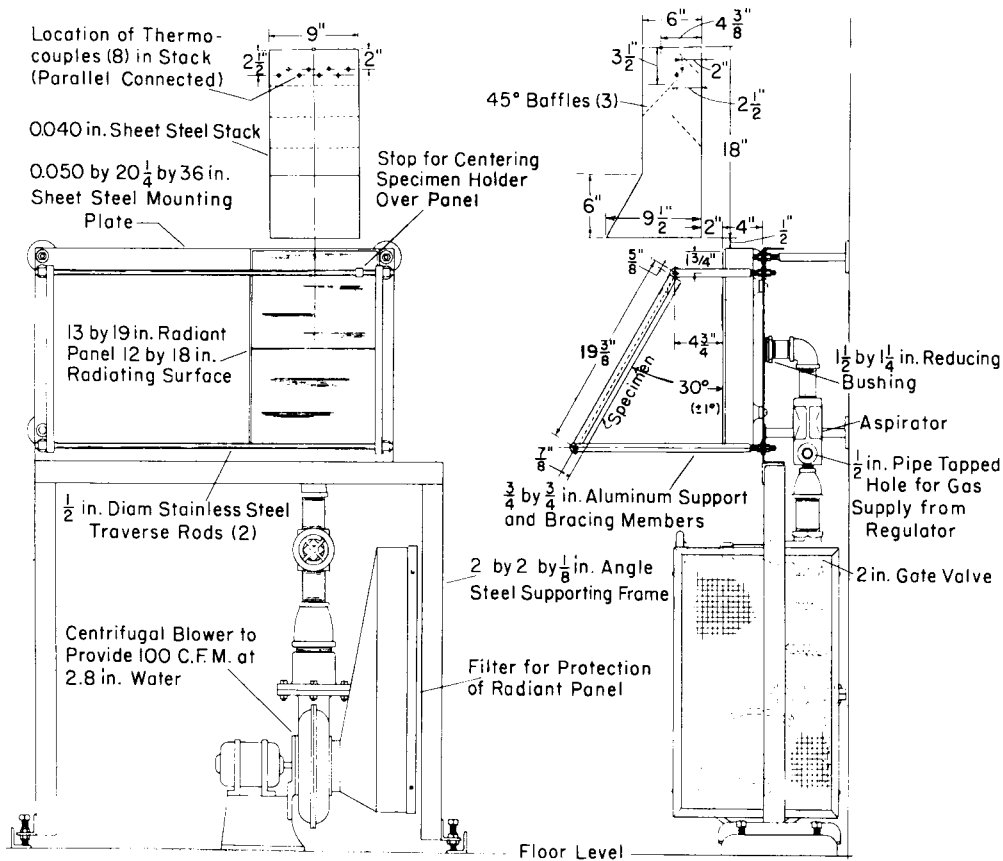 Location of Thermo-
couples (8) in Stack
(Parallel Connected)
9"
2 1/2"
2"
0.040 in. Sheet Steel Stack
0.050 by 20 1/4 by 36 in.
Sheet Steel Mounting
Plate
Stop for Centering
Specimen Holder
Over Panel
13 by 19 in. Radiant
Panel 12 by 18 in.
Radiating Surface
1/2 in. Diam Stainless Steel
Traverse Rods (2)
2 by 2 by 1/8 in. Angle
Steel Supporting Frame
Centrifugal Blower to
Provide 100 C.F.M. at
2.8 in. Water
Filter for Protection
of Radiant Panel
6"
4 3/8"
3 1/2"
2"
45° Baffles (3)
2 1/2"
18"
6"
9 1/2"
2"
4"
1/2"
5/8"
1 3/4"
19 3/8"
4 3/4"
Specimen
30°
(±1°)
7/8"
1 1/2 by 1 1/4 in. Reducing
Bushing
Aspirator
1/2 in. Pipe Tapped
Hole for Gas
Supply from
Regulator
3/4 by 3/4 in. Aluminum Support
and Bracing Members
2 in. Gate Valve
Floor Level